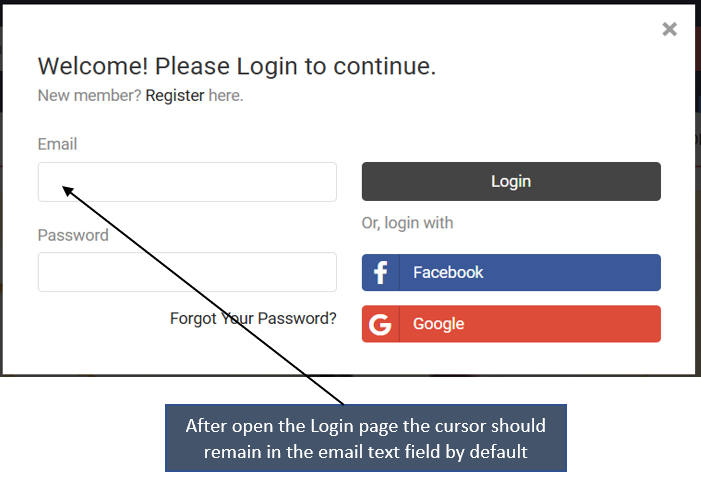 Welcome! Please Login to continue.
New member? Register here.
Email
Login
Or, login with
Password
Facebook
Forgot Your Password?
Google
After open the Login page the cursor should
remain in the email text field by default